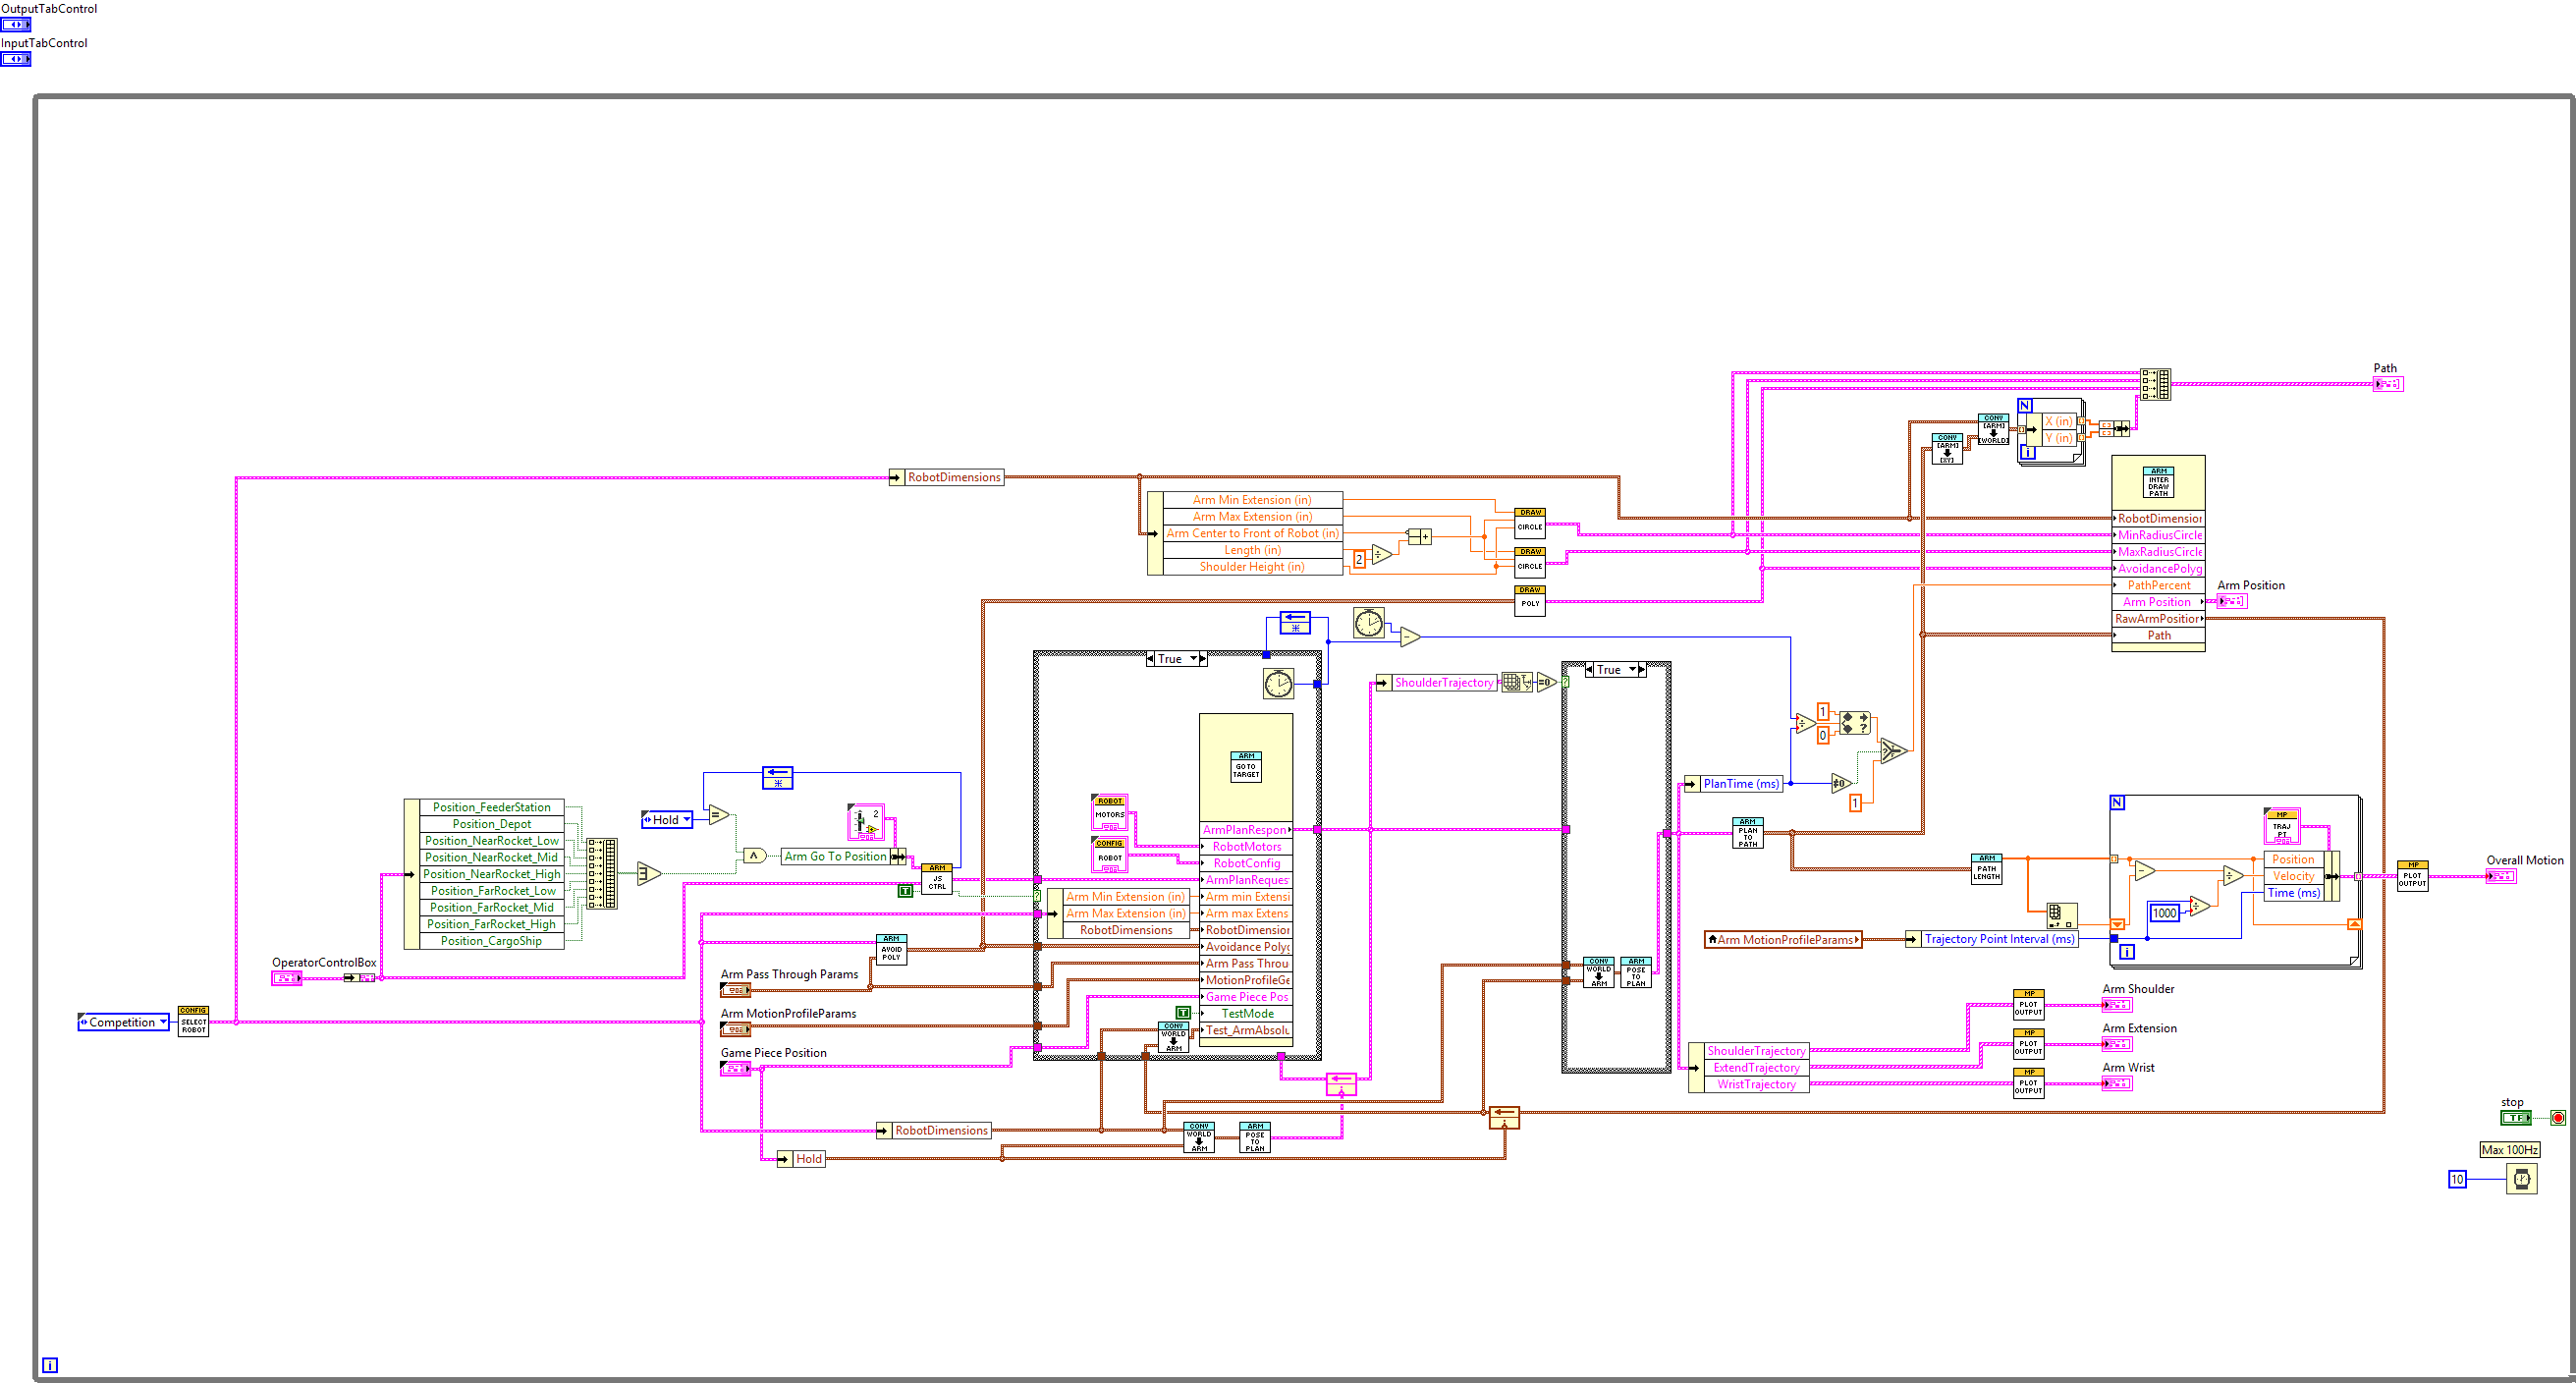 OutputTabControl
InputTabControl
Path
N
X (in)
Y (in)
i
CONV
[ARM]
[WORLD]
CONV
[ARM]
[XY]
RobotDimensions
Arm Min Extension (in)
Arm Max Extension (in)
Arm Center to Front of Robot (in)
Length (in)
Shoulder Height (in)
2
DRAW
CIRCLE
DRAW
CIRCLE
DRAW
POLY
ARM
INTER
DRAW
PATH
RobotDimension
MinRadiusCircle
MaxRadiusCircle
AvoidancePolyg
PathPercent
Arm Position
RawArmPosition
Path
Arm Position
True
True
ShoulderTrajectory
=0
?
1
0
?
PlanTime (ms)
≠0
?
1
ARM
GO TO
TARGET
ROBOT
MOTORS
CONFIG
ROBOT
ArmPlanRespon
RobotMotors
RobotConfig
ArmPlanReques
Arm min Extensi
Arm max Extens
RobotDimension
Avoidance Polyg
Arm Pass Throu
MotionProfileGe
Game Piece Pos
TestMode
Test_ArmAbsolu
Arm Min Extension (in)
Arm Max Extension (in)
RobotDimensions
T
CONV
WORLD
ARM
Position_FeederStation
Position_Depot
Position_NearRocket_Low
Position_NearRocket_Mid
Position_NearRocket_High
Position_FarRocket_Low
Position_FarRocket_Mid
Position_FarRocket_High
Position_CargoShip
Hold
=
2
Arm Go To Position
ARM
JS
CTRL
T
?
ARM
AVOID
POLY
OperatorControlBox
Competition
CONFIG
SELECT
ROBOT
Arm Pass Through Params
Arm MotionProfileParams
Game Piece Position
RobotDimensions
Hold
CONV
WORLD
ARM
ARM
POSE
TO
PLAN
CONV
WORLD
ARM
ARM
POSE
TO
PLAN
ARM
PLAN
TO
PATH
ARM
PATH
LENGTH
N
MP
TRAJ
PT
Position
Velocity
Time (ms)
1000
i
MP
PLOT
OUTPUT
Overall Motion
Arm MotionProfileParams
Trajectory Point Interval (ms)
ShoulderTrajectory
ExtendTrajectory
WristTrajectory
MP
PLOT
OUTPUT
Arm Shoulder
MP
PLOT
OUTPUT
Arm Extension
MP
PLOT
OUTPUT
Arm Wrist
stop
TF
Max 100Hz
10
i